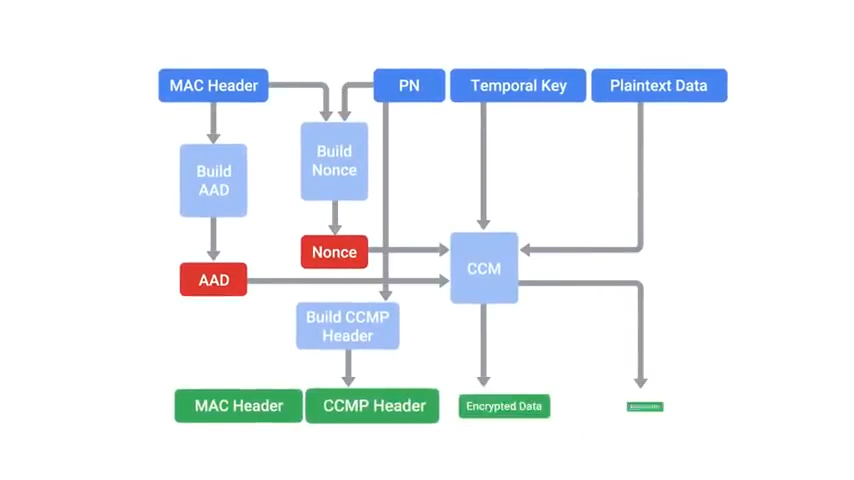 MAC Header
PN
Temporal Key
Plaintext Data
Build
AAD
Build
Nonce
Nonce
CCM
AAD
Build CCMP
Header
MAC Header
CCMP Header
Encrypted Data